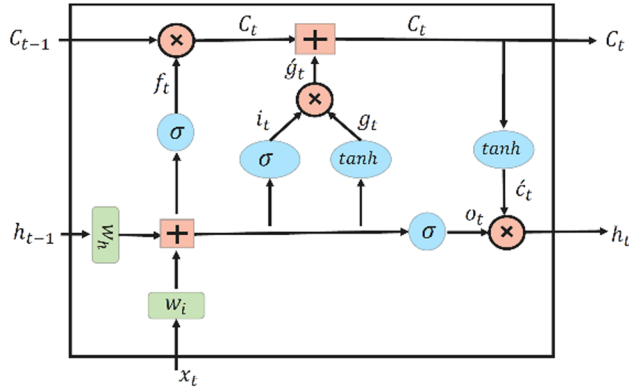 C_{t-1} × C_t + C_t C_t
f_t ǵ_t
×
i_t g_t
σ σ tanh tanh
ć_t
h_{t-1} W_h + σ o_t × h_t
w_i
x_t